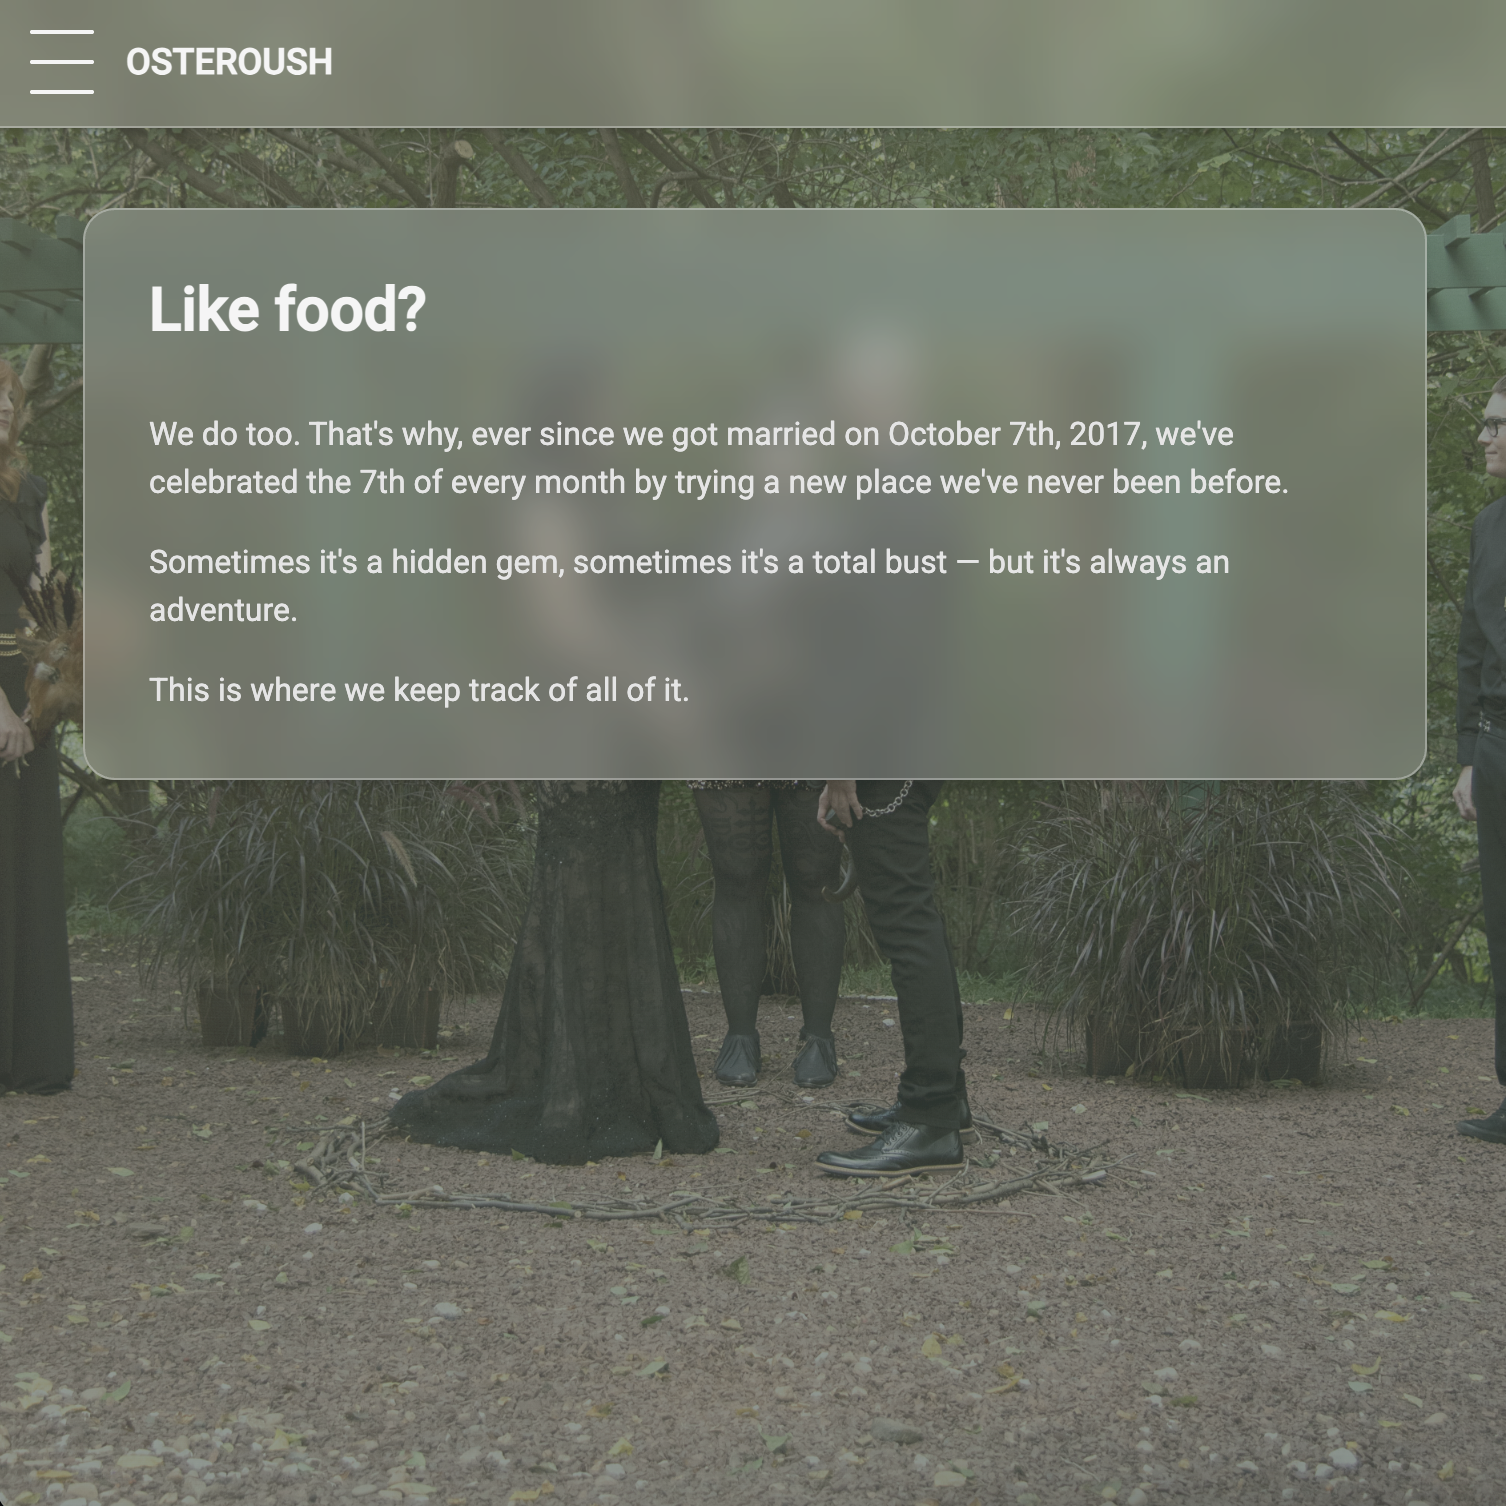 OSTEROUSH
Like food?
We do too. That's why, ever since we got married on October 7th, 2017, we've
celebrated the 7th of every month by trying a new place we've never been before.
Sometimes it's a hidden gem, sometimes it's a total bust — but it's always an
adventure.
This is where we keep track of all of it.